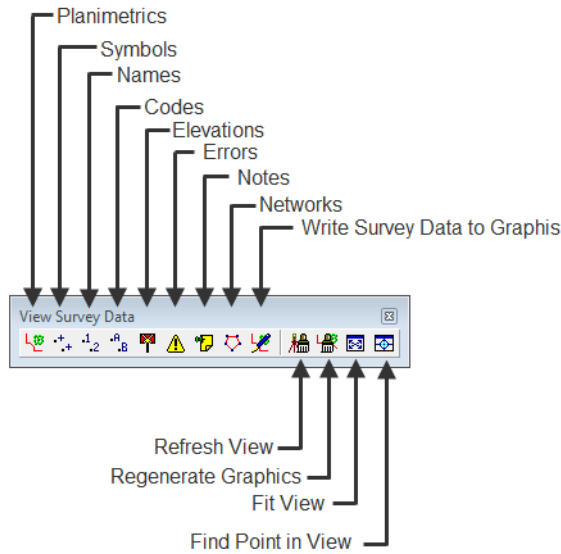 Planimetrics
Symbols
Names
Codes
Elevations
Errors
Notes
Networks
Write Survey Data to Graphis
View Survey Data
Refresh View
Regenerate Graphics
Fit View
Find Point in View